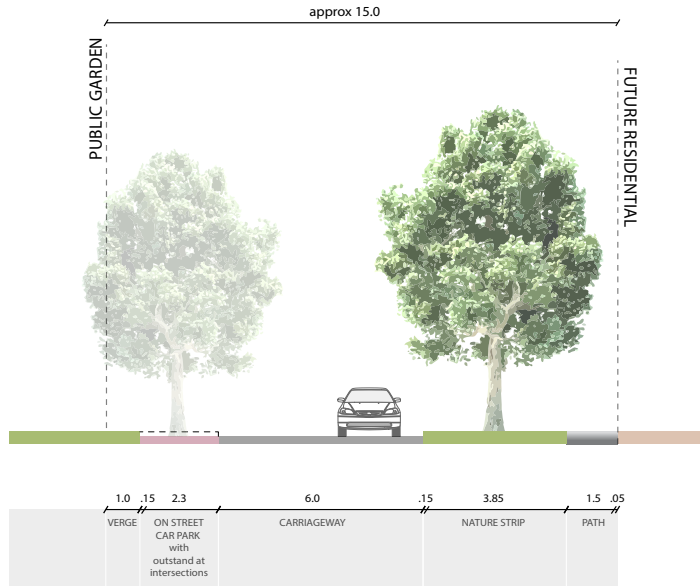 approx 15.0
PUBLIC GARDEN
FUTURE RESIDENTIAL
1.0 .15 2.3 6.0 .15 3.85 1.5 .05
VERGE
ON STREET
CAR PARK
with
outstand at
intersections
CARRIAGEWAY
NATURE STRIP
PATH